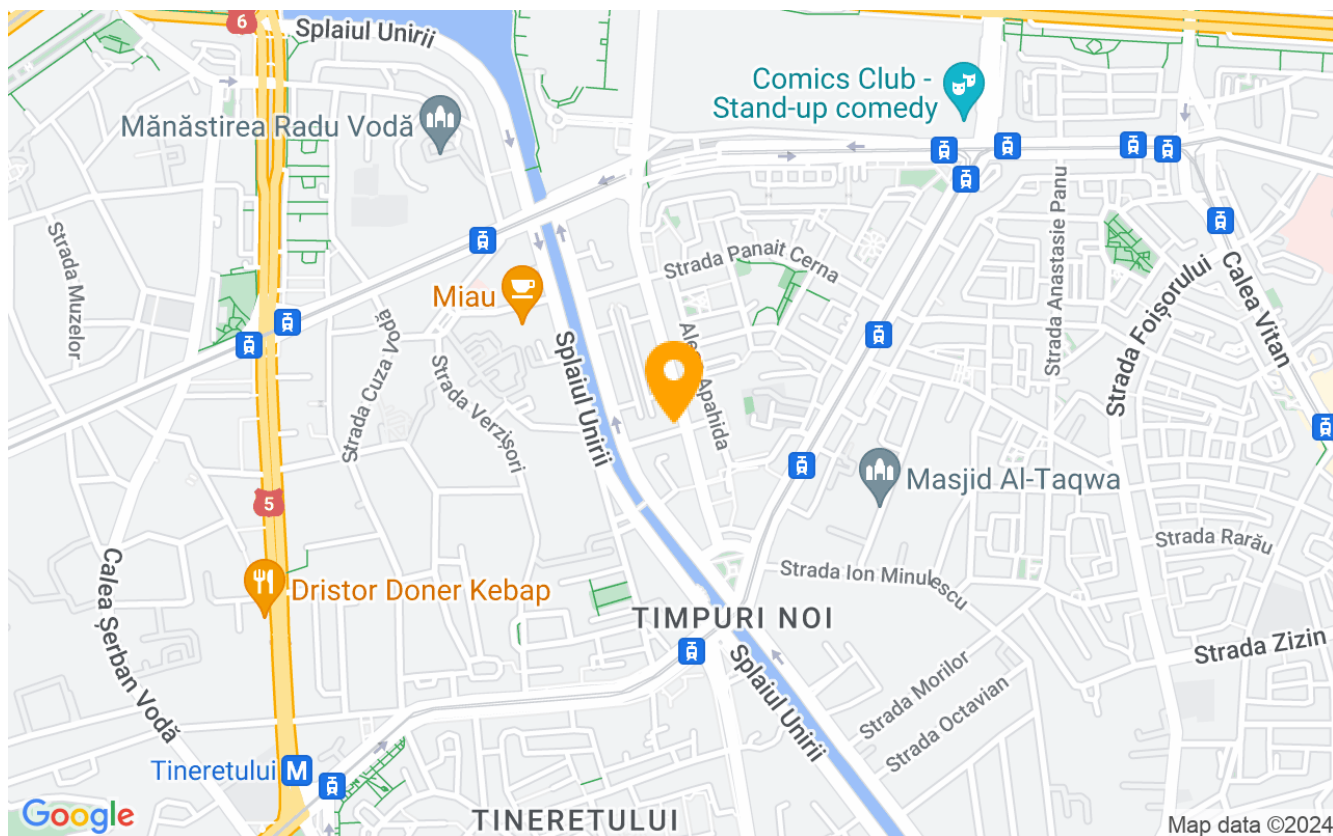 6
Splaiul Unirii
Comics Club -
Stand-up comedy
Mănăstirea Radu Vodă
Strada Muzelor
Strada Panait Cerna
Strada Anastasie Panu
Strada Foișorului
Calea Vitan
Miau
Strada Cuza Vodă
Strada Verzișori
Splaiul Unirii
Apahida
Masjid Al-Taqwa
5
Strada Rarău
Calea Șerban Vodă
Dristor Doner Kebap
Strada Ion Minulescu
TIMPURI NOI
Strada Zizin
Splaiul Unirii
Strada Morilor
Strada Octavian
Tineretului M
Google
TINERETULUI
Map data ©2024